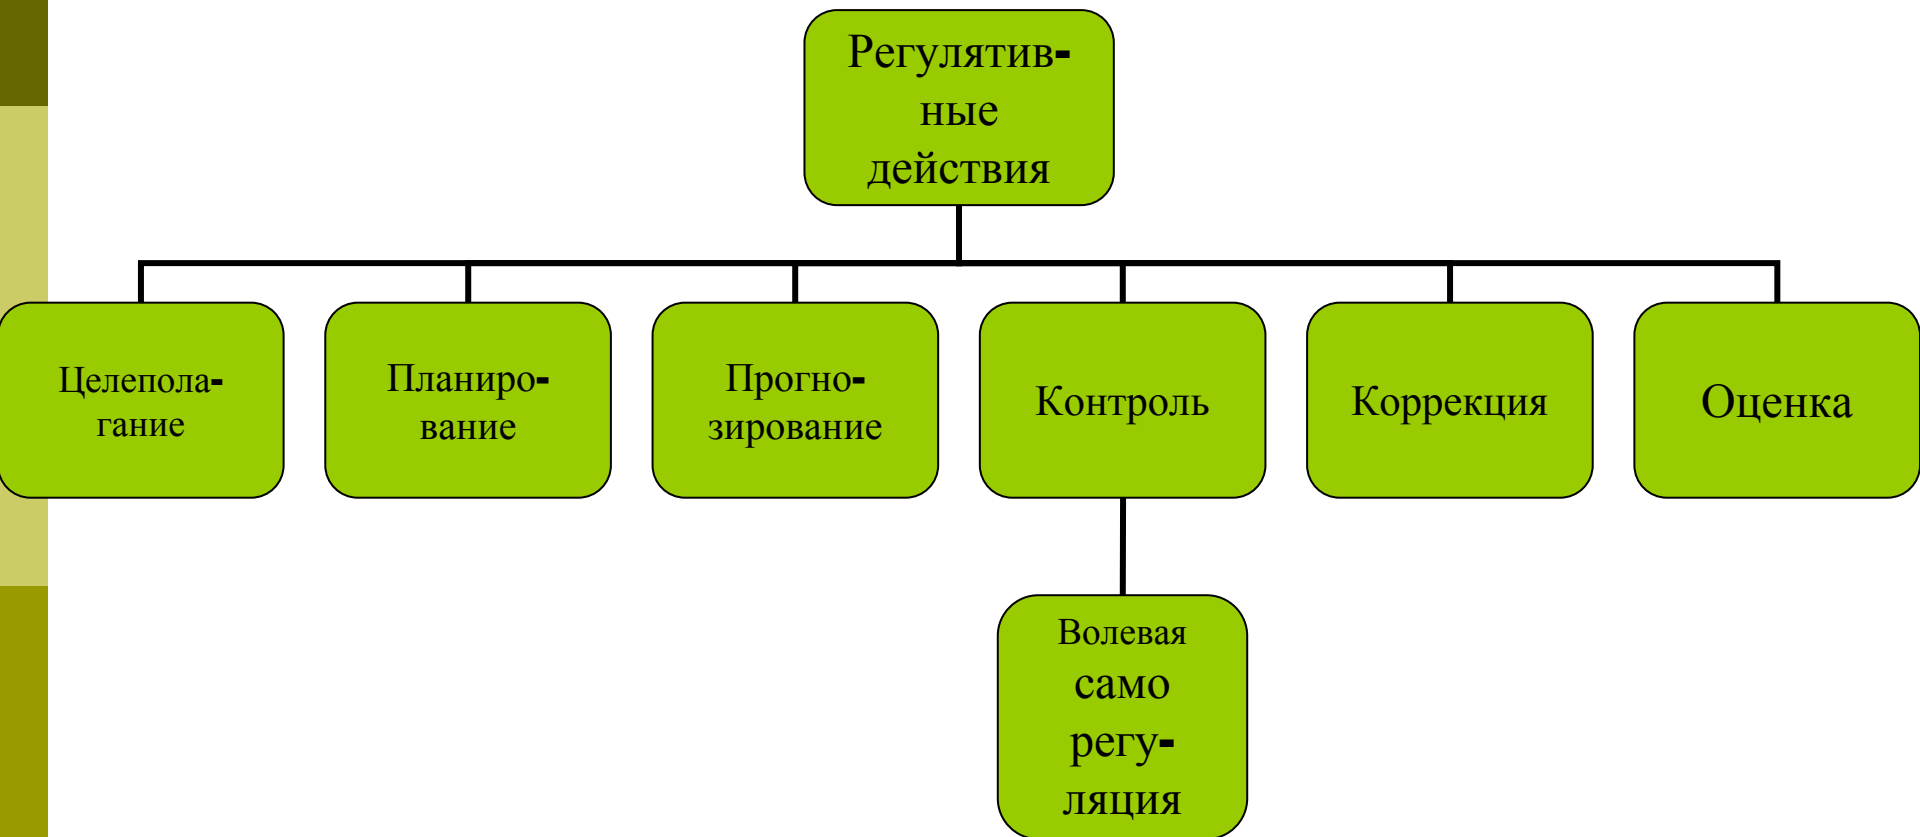 Регулятив-
ные
действия
Целепола-
гание
Планиро-
вание
Прогно-
зирование
Контроль
Коррекция
Оценка
Волевая
само
регу-
ляция